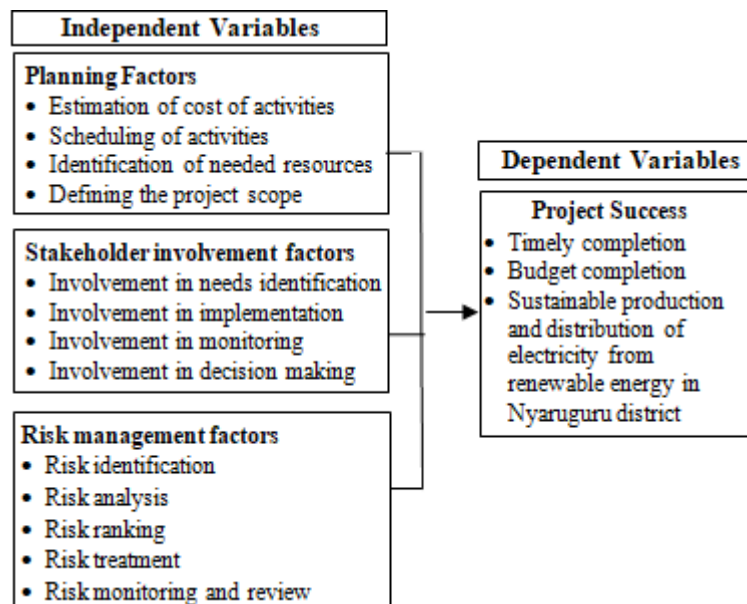 Independent Variables
Planning Factors
• Estimation of cost of activities
• Scheduling of activities
• Identification of needed resources
• Defining the project scope
Stakeholder involvement factors
• Involvement in needs identification
• Involvement in implementation
• Involvement in monitoring
• Involvement in decision making
Risk management factors
• Risk identification
• Risk analysis
• Risk ranking
• Risk treatment
• Risk monitoring and review
Dependent Variables
Project Success
• Timely completion
• Budget completion
• Sustainable production
and distribution of
electricity from
renewable energy in
Nyaruguru district